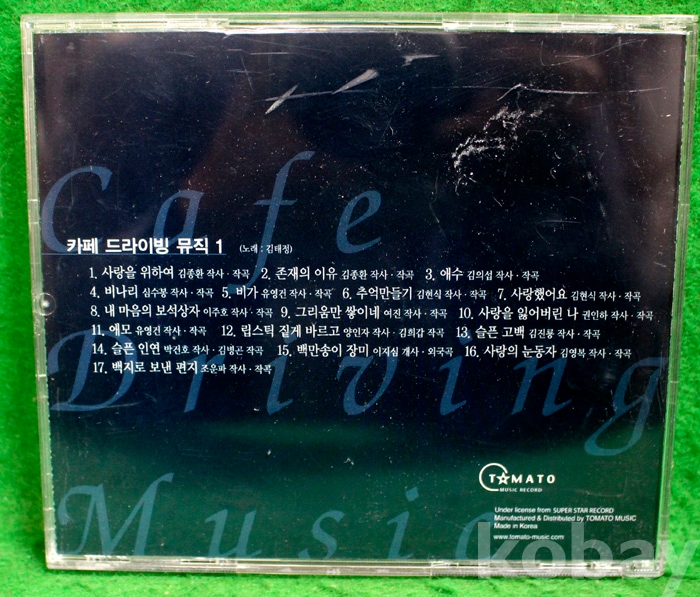 Cafe
Driving
Music
카페 드라이빙 뮤직 1 (노래 : 김태정)
1. 사랑을 위하여 김종환 작사 · 작곡 2. 존재의 이유 김종환 작사 · 작곡 3. 애수 김의섭 작사 · 작곡
4. 비나리 심수봉 작사 · 작곡 5. 비가 유영건 작사 · 작곡 6. 추억만들기 김현식 작사 · 작곡 7. 사랑했어요 김현식 작사 · 작곡
8. 내 마음의 보석상자 이주호 작사 · 작곡 9. 그리움만 쌓이네 여진 작사 · 작곡 10. 사랑을 잃어버린 나 권인하 작사 · 작곡
11. 애모 유영건 작사 · 작곡 12. 립스틱 짙게 바르고 양인자 작사 · 김희갑 작곡 13. 슬픈 고백 김진룡 작사 · 작곡
14. 슬픈 인연 박건호 작사 · 김명곤 작곡 15. 백만송이 장미 이지심 개사 · 외국곡 16. 사랑의 눈동자 김영복 작사 · 작곡
17. 백지로 보낸 편지 조운파 작사 · 작곡
TOMATO
MUSIC RECORD
Under license from SUPER STAR RECORD
Manufactured & Distributed by TOMATO MUSIC
Made in Korea
www.tomato-music.com
kobay